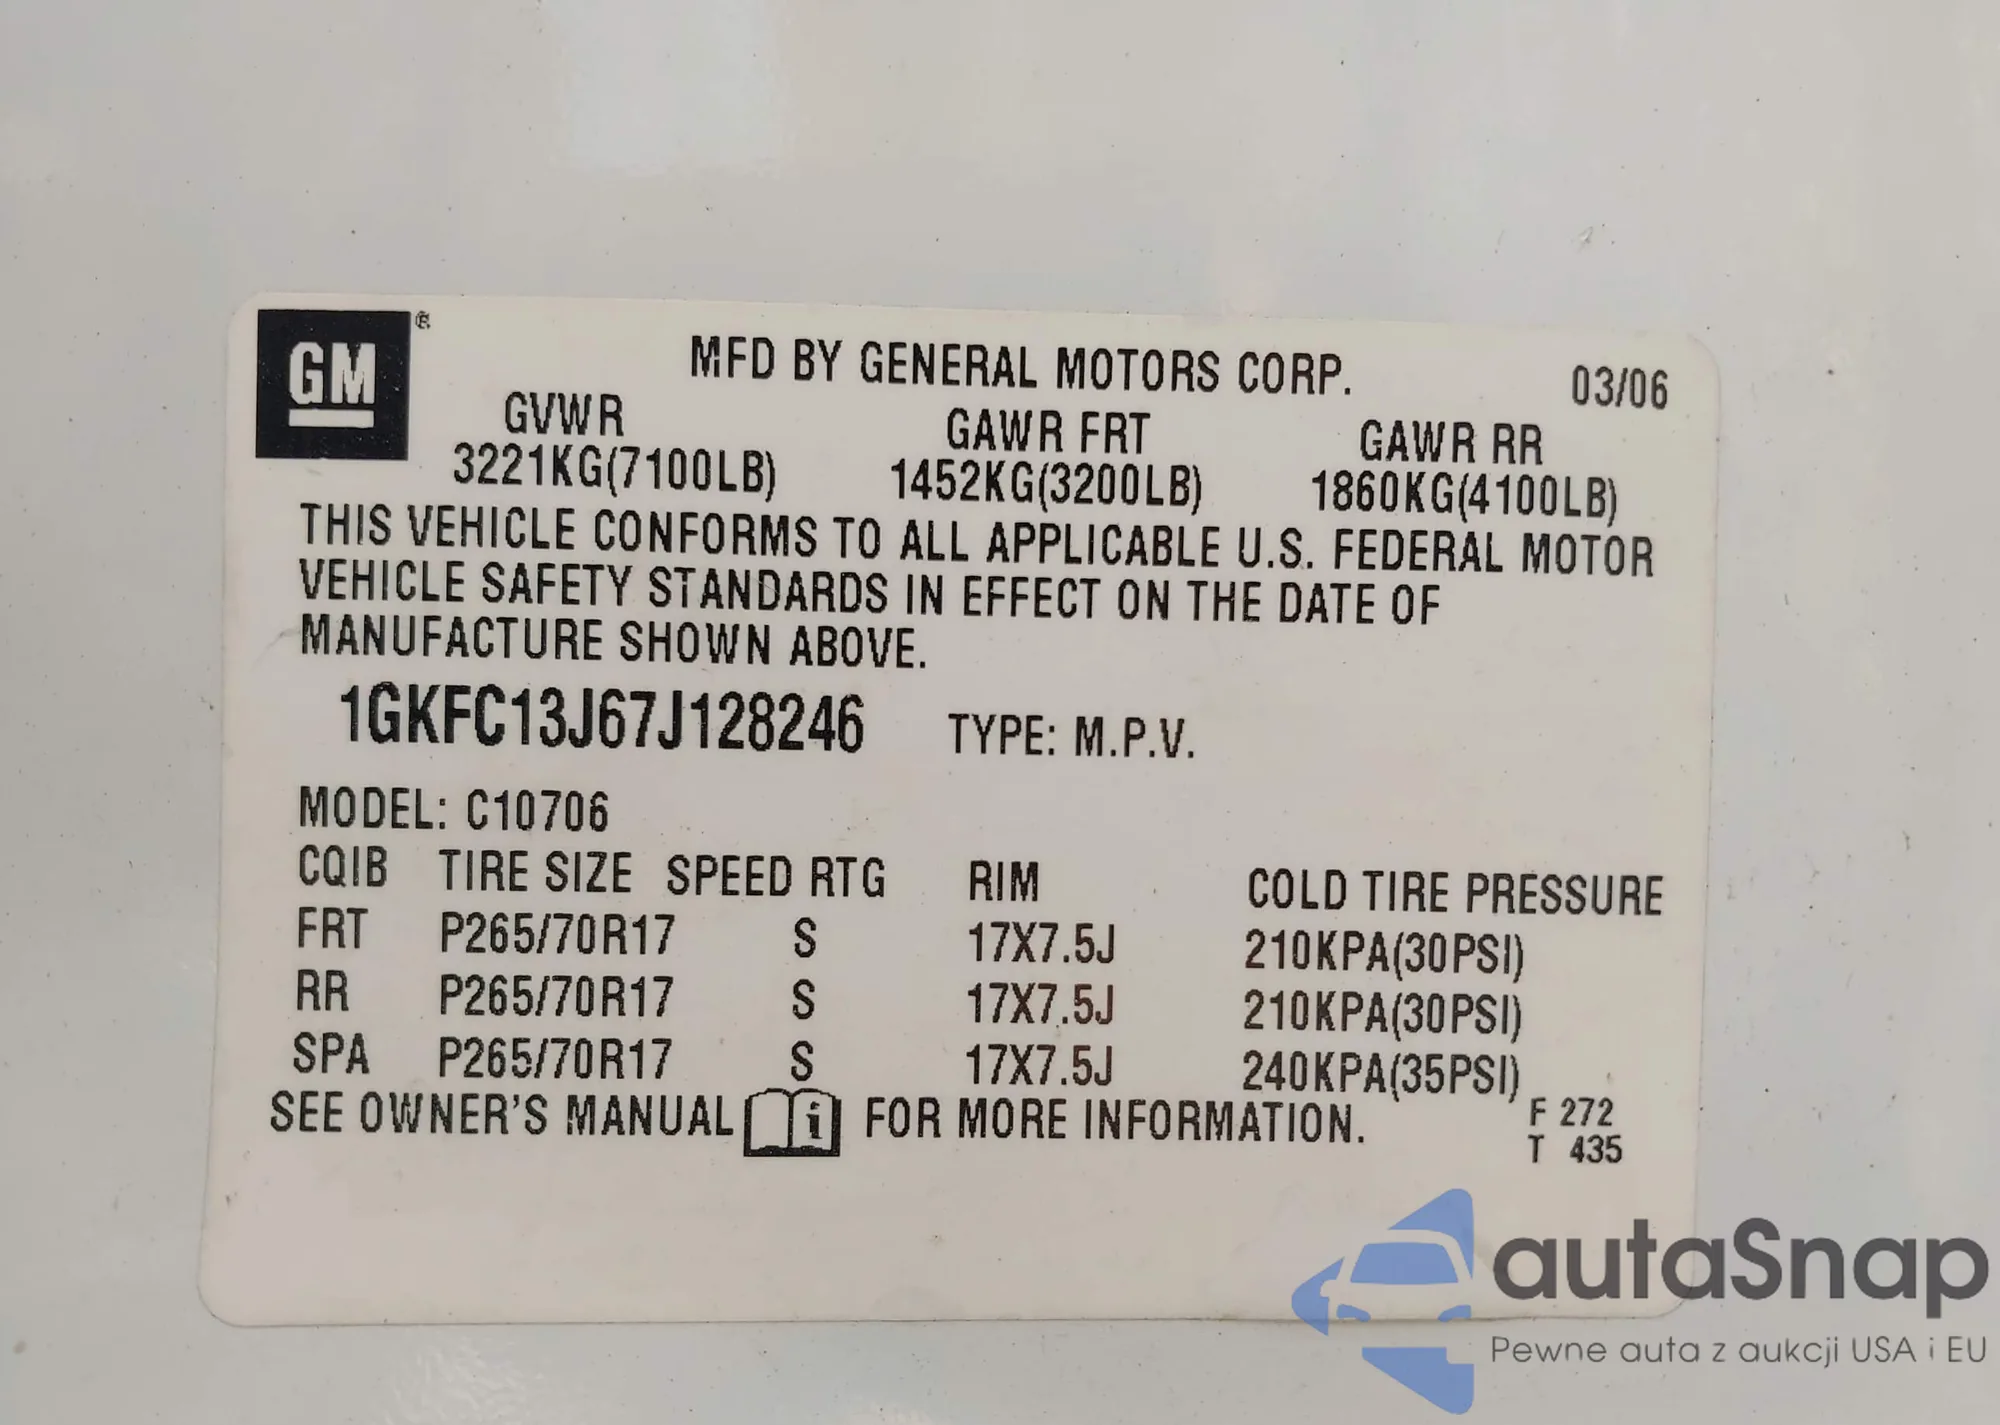 GM ®
MFD BY GENERAL MOTORS CORP. 03/06
GVWR GAWR FRT GAWR RR
3221KG(7100LB) 1452KG(3200LB) 1860KG(4100LB)
THIS VEHICLE CONFORMS TO ALL APPLICABLE U.S. FEDERAL MOTOR
VEHICLE SAFETY STANDARDS IN EFFECT ON THE DATE OF
MANUFACTURE SHOWN ABOVE.
1GKFC13J67J128246 TYPE: M.P.V.
MODEL: C10706
CQIB TIRE SIZE SPEED RTG RIM COLD TIRE PRESSURE
FRT P265/70R17 S 17X7.5J 210KPA(30PSI)
RR P265/70R17 S 17X7.5J 210KPA(30PSI)
SPA P265/70R17 S 17X7.5J 240KPA(35PSI)
SEE OWNER'S MANUAL i FOR MORE INFORMATION.
F 272
T 435
autaSnap
Pewne auta z aukcji USA i EU